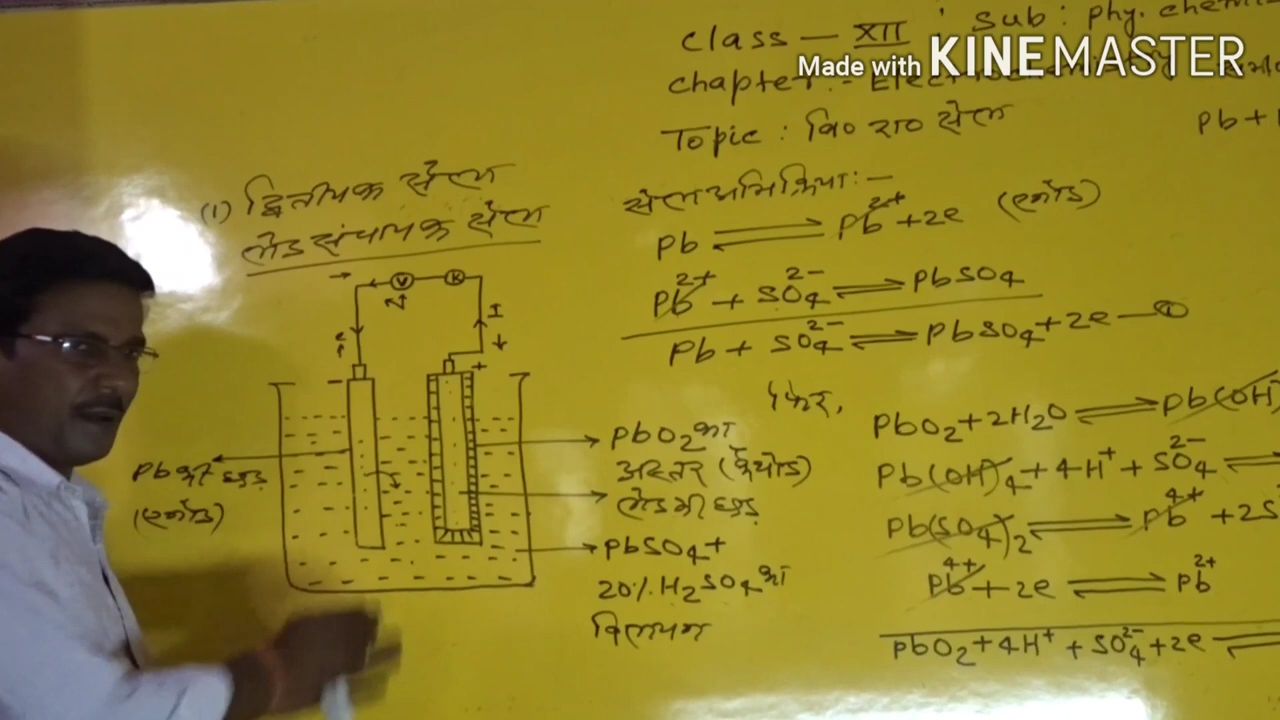 Class — XII ; Sub : phy. chemi
Made with KINEMASTER
chapter :- Electrochemistry
Topic : वि० रा० सेल
Pb +
(1) द्वितीयक सेल
लेड संचायक सेल
सेल अभिक्रिया :-
Pb ⇌ Pb²⁺ + 2e (एनोड)
Pb²⁺ + SO₄²⁻ ⇌ PbSO₄
Pb + SO₄²⁻ ⇌ PbSO₄ + 2e — ①
फिर,
PbO₂ + 2H₂O ⇌ Pb(OH)
Pb(OH)₄ + 4H⁺ + SO₄²⁻ ⇌
Pb(SO₄)₂ ⇌ Pb⁴⁺ + 2S
Pb⁴⁺ + 2e ⇌ Pb²⁺
PbO₂ + 4H⁺ + SO₄²⁻ + 2e ⇌
V K
I
− +
Pb की छड़
(एनोड)
PbO₂ का
अस्तर (कैथोड)
लेड की छड़
PbSO₄ +
20% H₂SO₄ का
विलयन